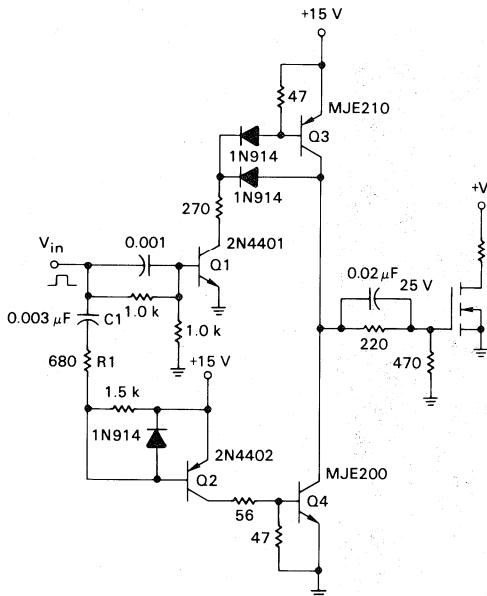 +15 V
47
MJE210
Q3
1N914
1N914
+V
270
V_in
0.001
2N4401
Q1
0.02 μF
25 V
1.0 k
0.003 μF
C1
1.0 k
220
470
680
R1
+15 V
1.5 k
1N914
2N4402
MJE200
Q2
Q4
56
47